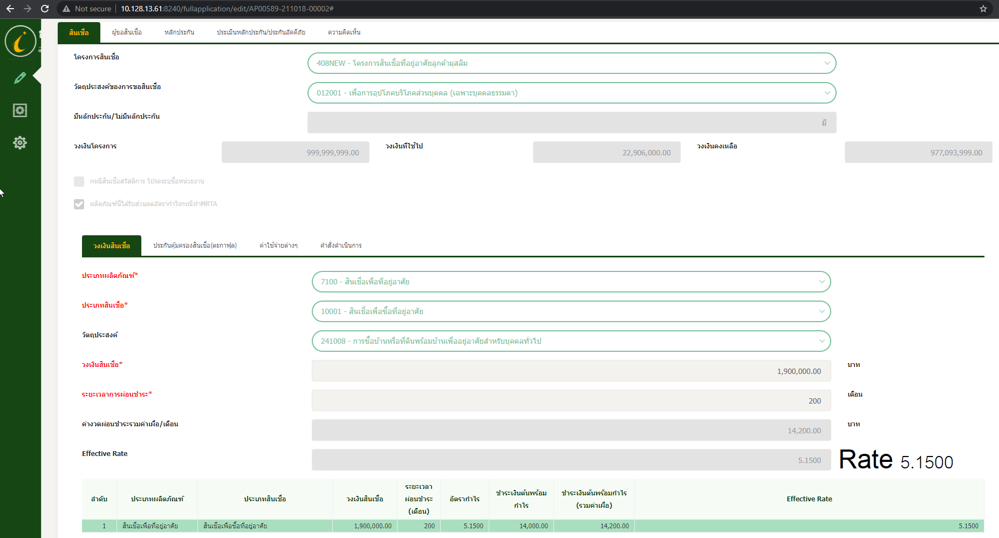 Not secure | 10.128.13.61:8240/fullapplication/edit/AP00589-211018-00002#
สินเชื่อ ผู้ขอสินเชื่อ หลักประกัน ประเมินหลักประกัน/ประกันอัคคีภัย ความคิดเห็น
โครงการสินเชื่อ 408NEW - โครงการสินเชื่อที่อยู่อาศัยลูกค้ามุสลิม
วัตถุประสงค์ของการขอสินเชื่อ 012001 - เพื่อการอุปโภคบริโภคส่วนบุคคล (เฉพาะบุคคลธรรมดา)
มีหลักประกัน/ไม่มีหลักประกัน มี
วงเงินโครงการ 999,999,999.00 วงเงินที่ใช้ไป 22,906,000.00 วงเงินคงเหลือ 977,093,999.00
กรณีสินเชื่อสวัสดิการ โปรดระบุชื่อหน่วยงาน
ผลิตภัณฑ์นี้ได้รับส่วนลดอัตรากำไรกรณีทำMRTA
วงเงินสินเชื่อ ประกันคุ้มครองสินเชื่อ(ตะกาฟุล) ค่าใช้จ่ายต่างๆ คำสั่งดำเนินการ
ประเภทผลิตภัณฑ์* 7100 - สินเชื่อเพื่อที่อยู่อาศัย
ประเภทสินเชื่อ* 10001 - สินเชื่อเพื่อซื้อที่อยู่อาศัย
วัตถุประสงค์ 241008 - การซื้อบ้านหรือที่ดินพร้อมบ้านเพื่ออยู่อาศัยสำหรับบุคคลทั่วไป
วงเงินสินเชื่อ* 1,900,000.00 บาท
ระยะเวลาการผ่อนชำระ* 200 เดือน
ค่างวดผ่อนชำระรวมค่าเผื่อ/เดือน 14,200.00 บาท
Effective Rate 5.1500 Rate 5.1500
ลำดับ ประเภทผลิตภัณฑ์ ประเภทสินเชื่อ วงเงินสินเชื่อ ระยะเวลาผ่อนชำระ (เดือน) อัตรากำไร ชำระเงินต้นพร้อมกำไร ชำระเงินต้นพร้อมกำไร (รวมค่าเผื่อ) Effective Rate
1 สินเชื่อเพื่อที่อยู่อาศัย สินเชื่อเพื่อซื้อที่อยู่อาศัย 1,900,000.00 200 5.1500 14,000.00 14,200.00 5.1500